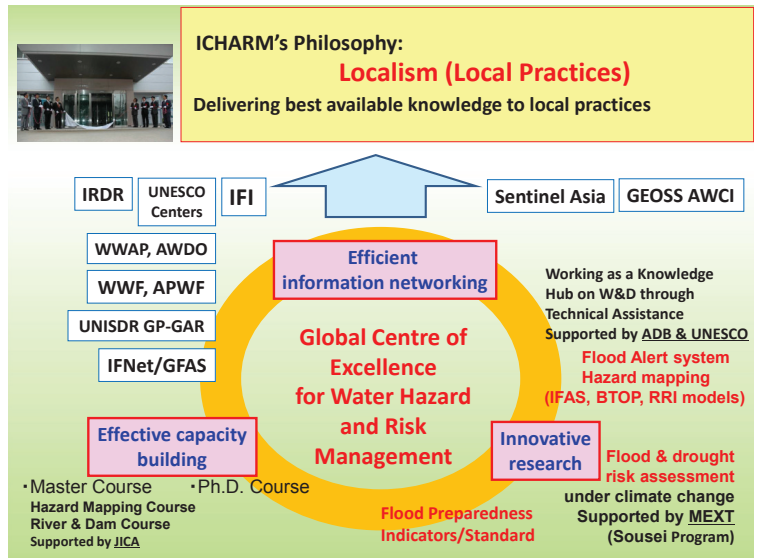 ICHARM's Philosophy:
Localism (Local Practices)
Delivering best available knowledge to local practices
IRDR
UNESCO
Centers
IFI
Sentinel Asia
GEOSS AWCI
WWAP, AWDO
WWF, APWF
UNISDR GP-GAR
IFNet/GFAS
Efficient
information networking
Working as a Knowledge
Hub on W&D through
Technical Assistance
Supported by ADB & UNESCO
Flood Alert system
Hazard mapping
(IFAS, BTOP, RRI models)
Global Centre of
Excellence
for Water Hazard
and Risk
Management
Effective capacity
building
Innovative
research
・Master Course ・Ph.D. Course
Hazard Mapping Course
River & Dam Course
Supported by JICA
Flood Preparedness
Indicators/Standard
Flood & drought
risk assessment
under climate change
Supported by MEXT
(Sousei Program)